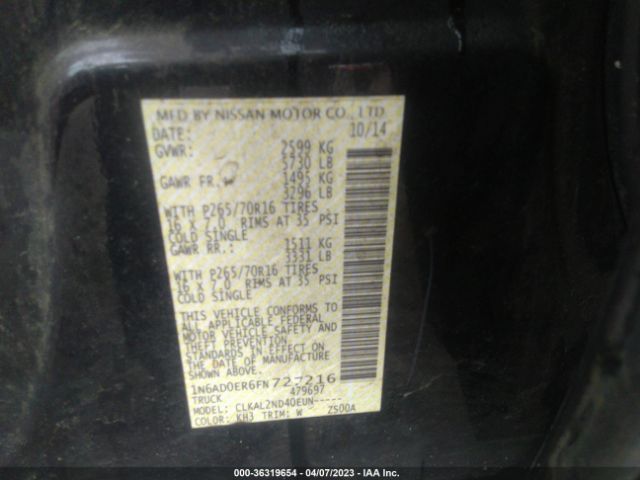 MFD BY NISSAN MOTOR CO., LTD
DATE: 10/14
GVWR: 2599 KG
5730 LB
GAWR FR. 1495 KG
3296 LB
WITH P265/70R16 TIRES
16 X 7.0 RIMS AT 35 PSI
COLD SINGLE
GAWR RR.: 1511 KG
3331 LB
WITH P265/70R16 TIRES
16 X 7.0 RIMS AT 35 PSI
COLD SINGLE
THIS VEHICLE CONFORMS TO
ALL APPLICABLE FEDERAL
MOTOR VEHICLE SAFETY AND
THEFT PREVENTION
STANDARDS IN EFFECT ON
THE DATE OF MANUFACTURE
SHOWN ABOVE.
1N6AD0ER6FN727216
TRUCK 479697
MODEL: CLKAL2ND40EUN-----
COLOR: KH3 TRIM: W ZS00A
000-36319654 - 04/07/2023 - IAA Inc.